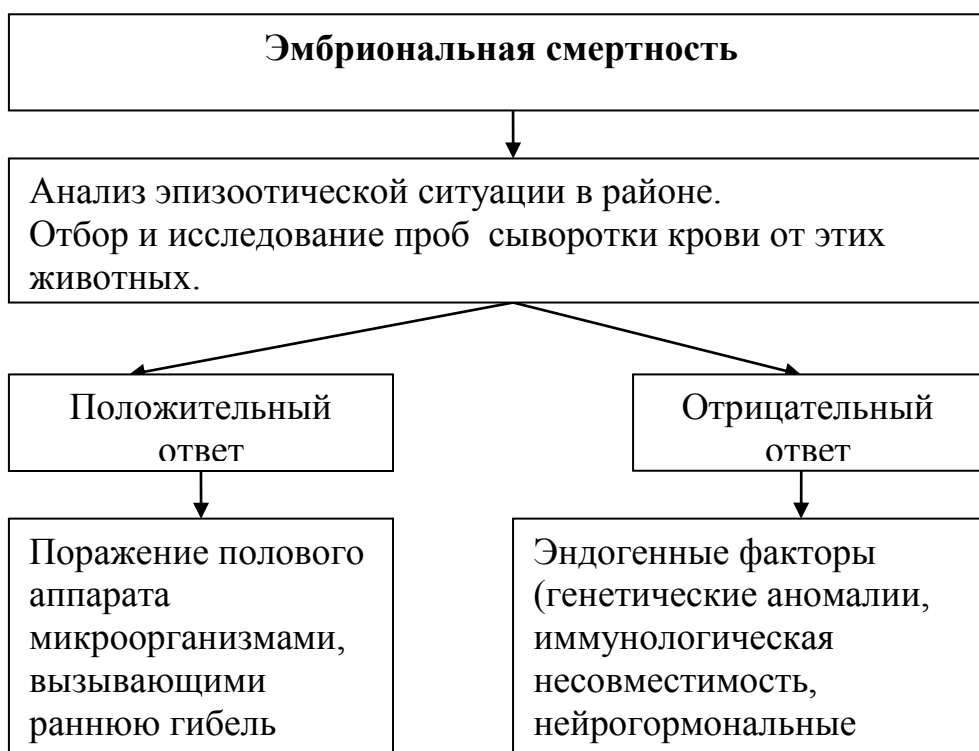 Эмбриональная смертность
Анализ эпизоотической ситуации в районе.
Отбор и исследование проб сыворотки крови от этих
животных.
Положительный
ответ
Отрицательный
ответ
Поражение полового
аппарата
микроорганизмами,
вызывающими
раннюю гибель
Эндогенные факторы
(генетические аномалии,
иммунологическая
несовместимость,
нейрогормональные